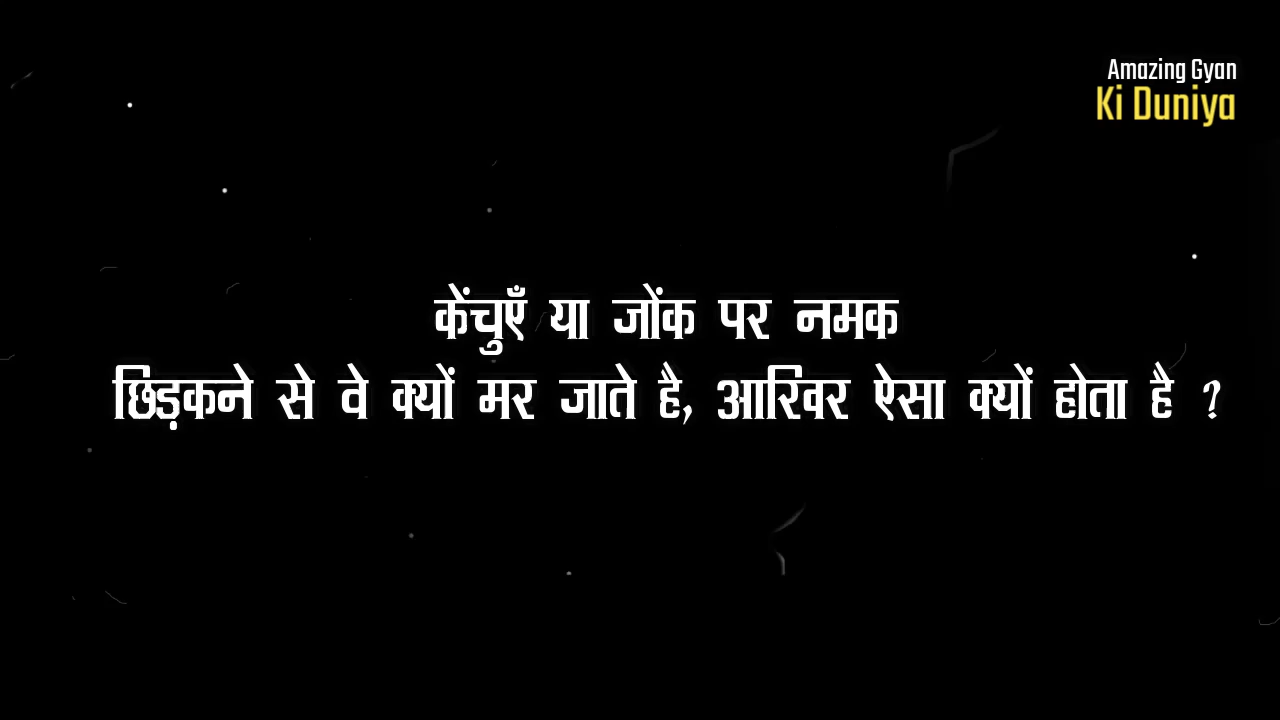 Amazing Gyan
Ki Duniya
केंचुएँ या जोंक पर नमक
छिड़कने से वे क्यों मर जाते है, आखिर ऐसा क्यों होता है ?